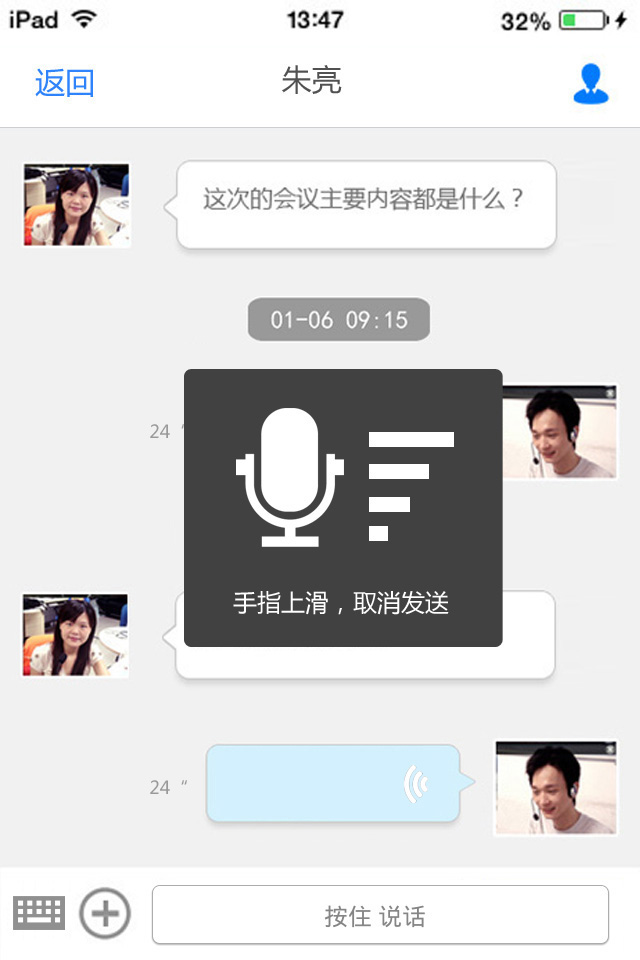 iPad 13:47 32%
返回 朱亮
这次的会议主要内容都是什么？
01-06 09:15
24 "
手指上滑，取消发送
24 "
按住 说话